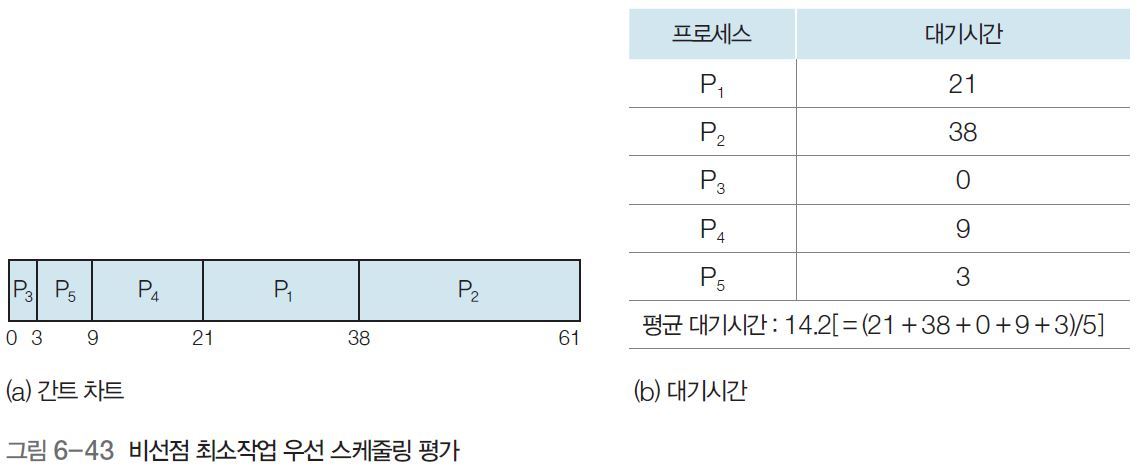 프로세스 대기시간
P₁ 21
P₂ 38
P₃ 0
P₄ 9
P₅ 3
평균 대기시간 : 14.2[ = (21 + 38 + 0 + 9 + 3)/5]
P₃ P₅ P₄ P₁ P₂
0 3 9 21 38 61
(a) 간트 차트
(b) 대기시간
그림 6-43 비선점 최소작업 우선 스케줄링 평가